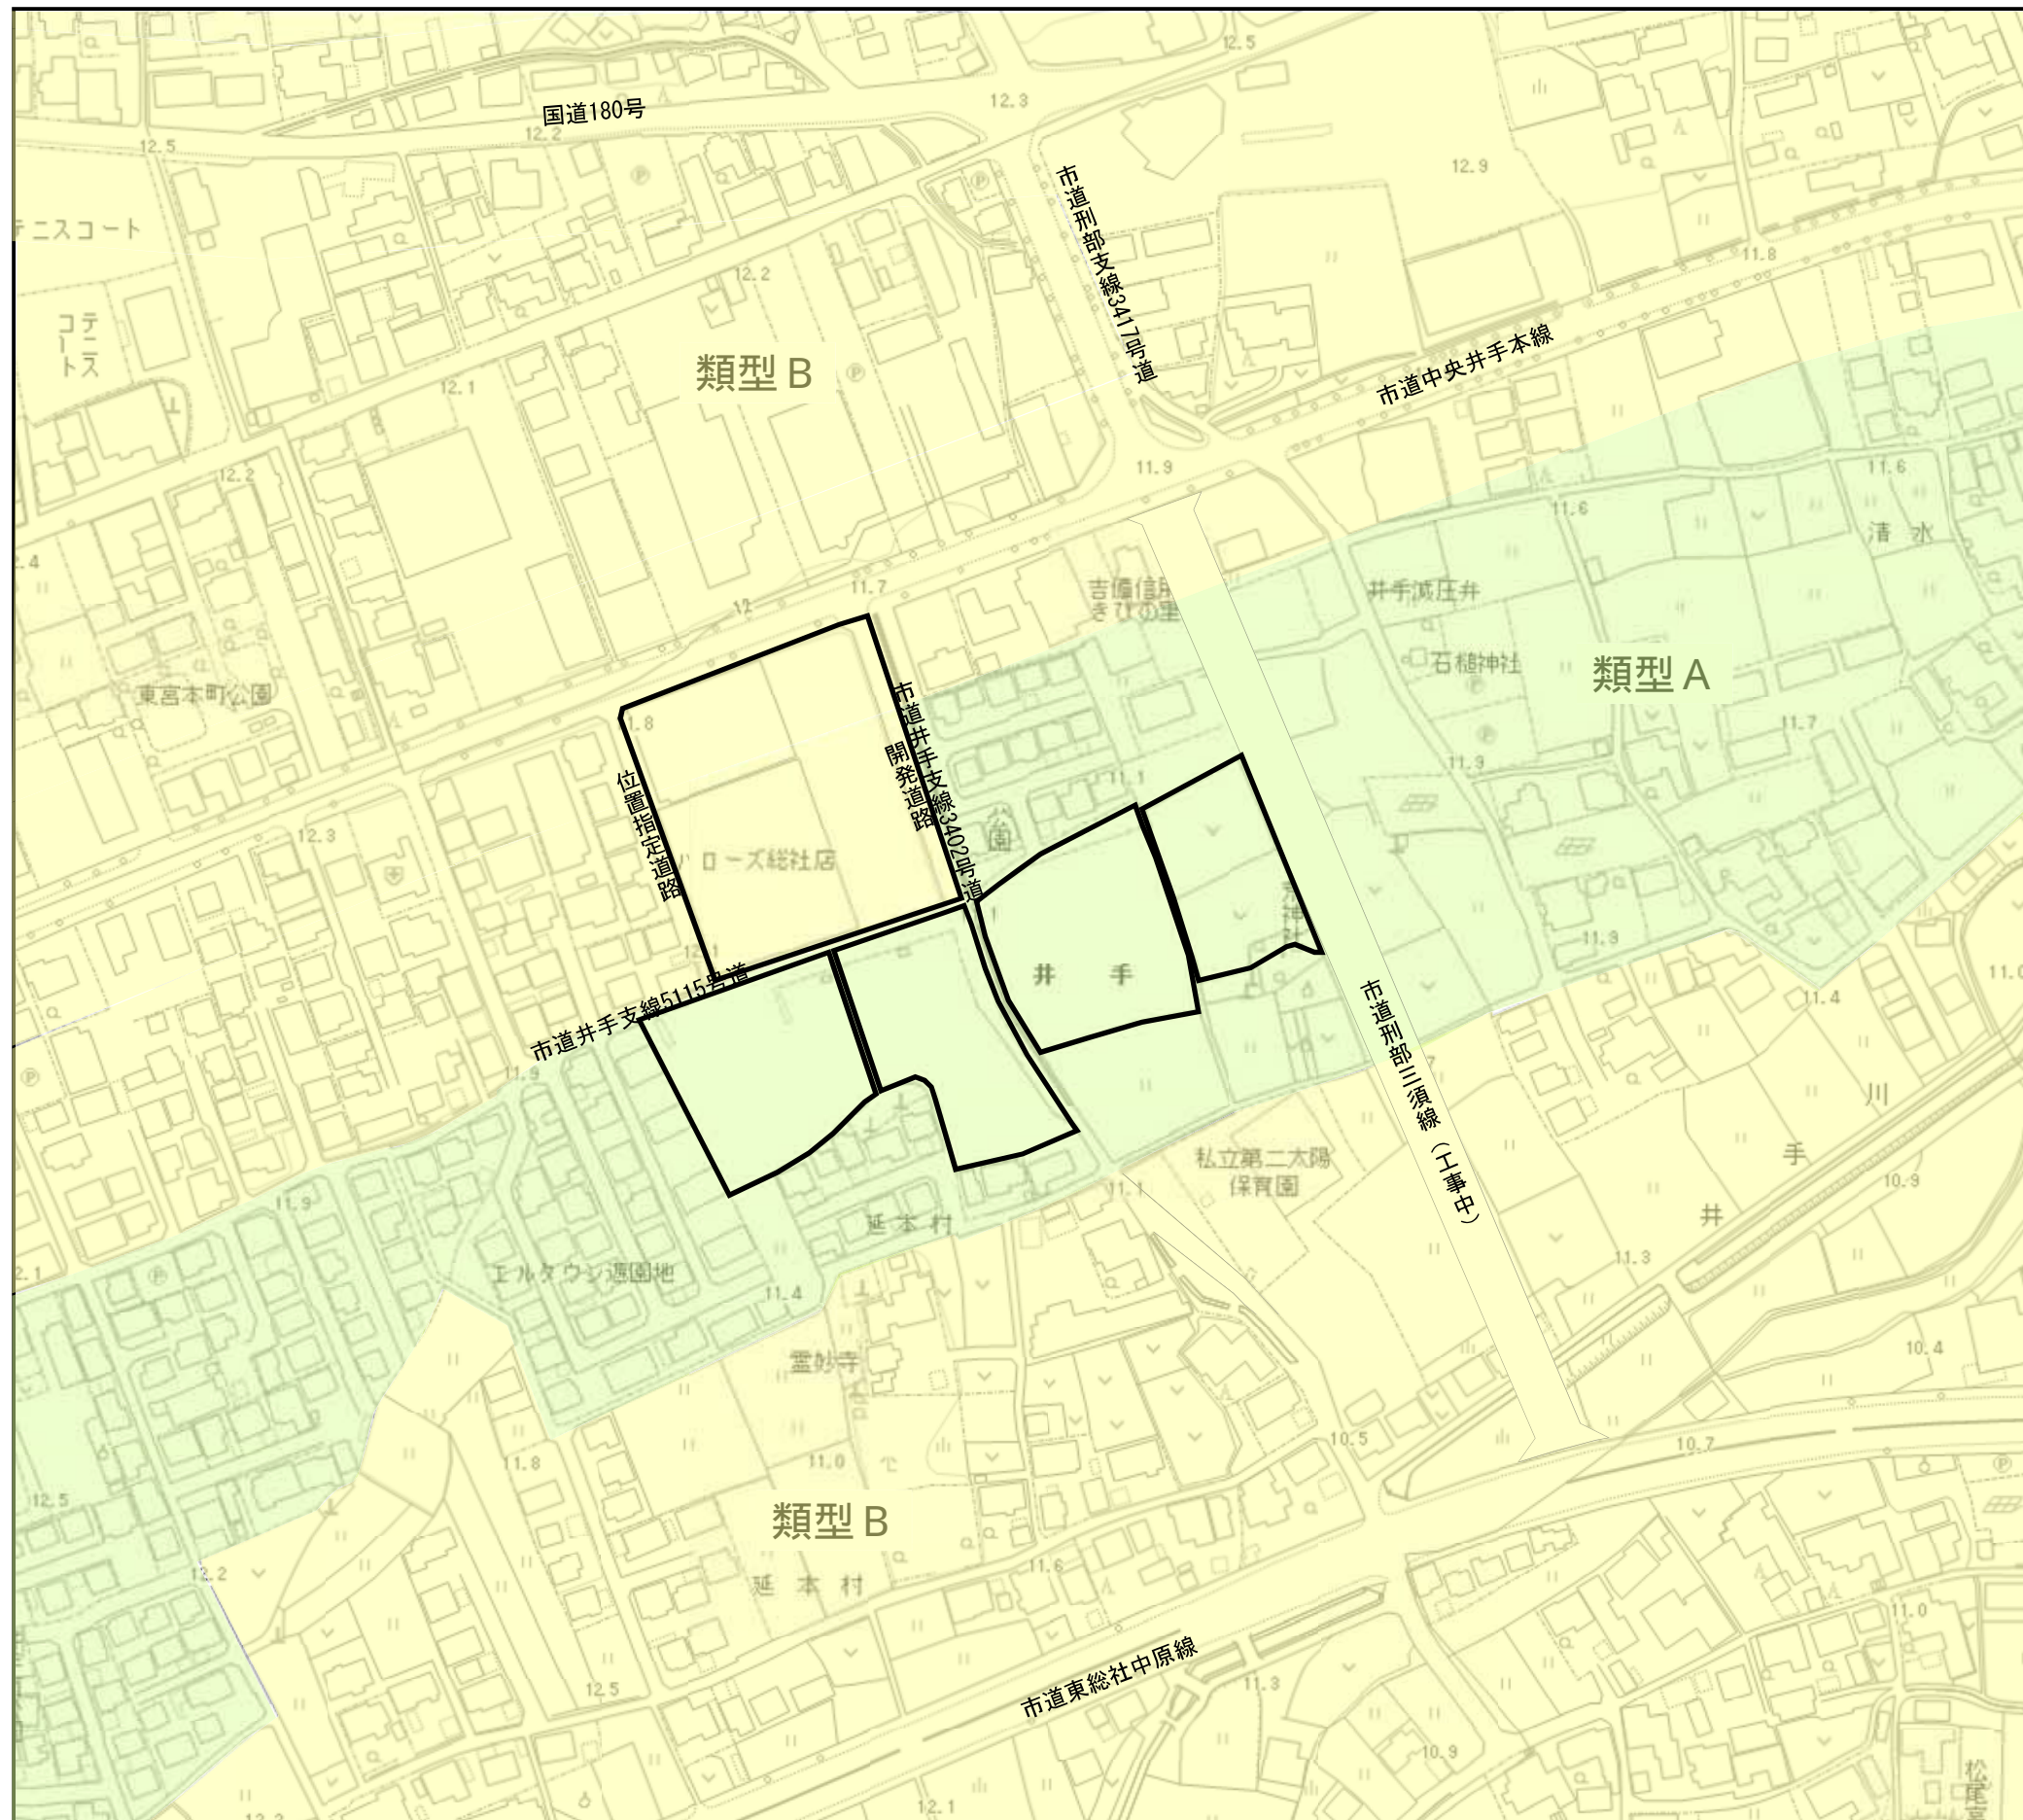 12.5
国道180号
12.3
12.2
12.5
市道刑部支線3417号道
12.9
テニスコート
11.8
12.2
テニス
コート
類型B
市道中央井手本線
12.1
12.2
11.9
11.6
11.6
清水
11.7
吉備信用
きびの里
井手減圧弁
石槌神社
類型A
東宮本町公園
市道井手支線3402号道
11.7
開発道路
位置指定道路
11.1
11.9
12.3
公園
ハローズ総社店
12.1
井手
11.9
市道井手支線5115号道
11.9
11.4
市道刑部三須線(工事中)
川
手
井
私立第二太陽
保育園
11.1
10.9
11.9
延本村
11.3
エルタウン遊園地
11.4
霊妙寺
10.4
10.5
10.7
11.8
11.0
12.5
類型B
12.2
11.6
延本村
11.0
市道東総社中原線
12.5
11.3
10.9
12.1